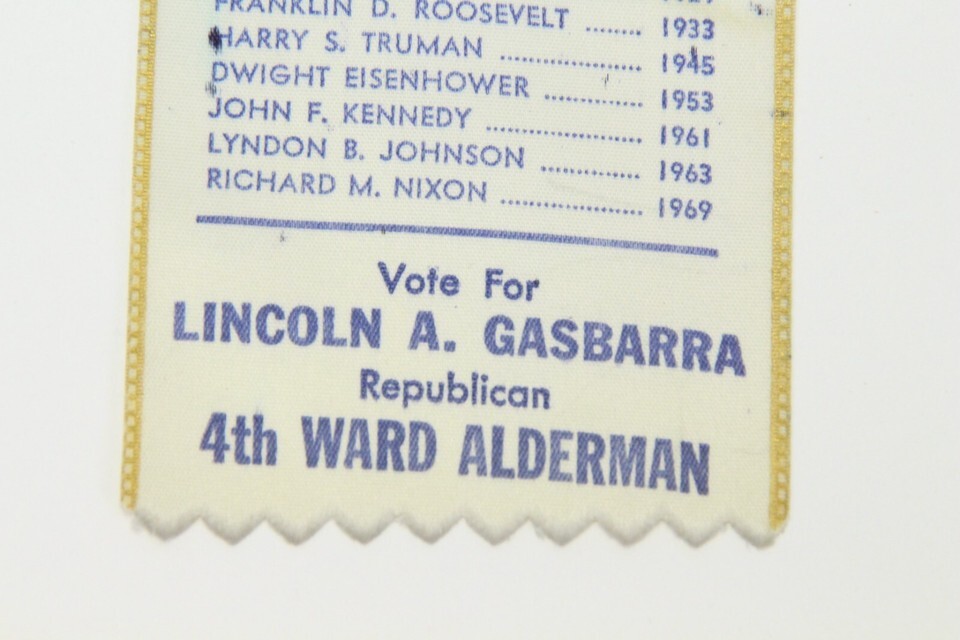 FRANKLIN D. ROOSEVELT ........ 1933
HARRY S. TRUMAN .................... 1945
DWIGHT EISENHOWER .............. 1953
JOHN F. KENNEDY ...................... 1961
LYNDON B. JOHNSON .............. 1963
RICHARD M. NIXON .................... 1969
Vote For
LINCOLN A. GASBARRA
Republican
4th WARD ALDERMAN